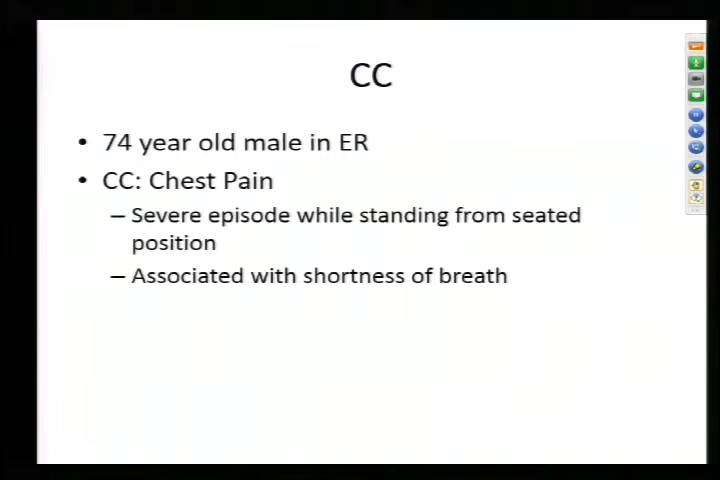 CC
• 74 year old male in ER
• CC: Chest Pain
– Severe episode while standing from seated
position
– Associated with shortness of breath